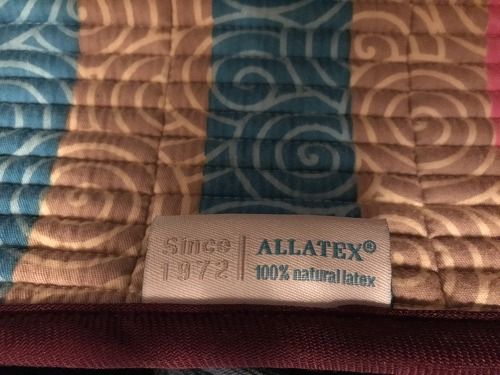 Since
1972
ALLATEX®
100% natural latex